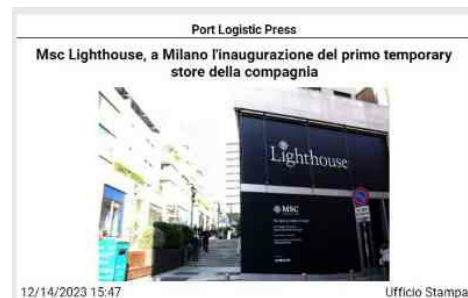 Port Logistic Press
Msc Lighthouse, a Milano l'inaugurazione del primo temporary
store della compagnia
Lighthouse
MSC
12/14/2023 15:47
Ufficio Stampa